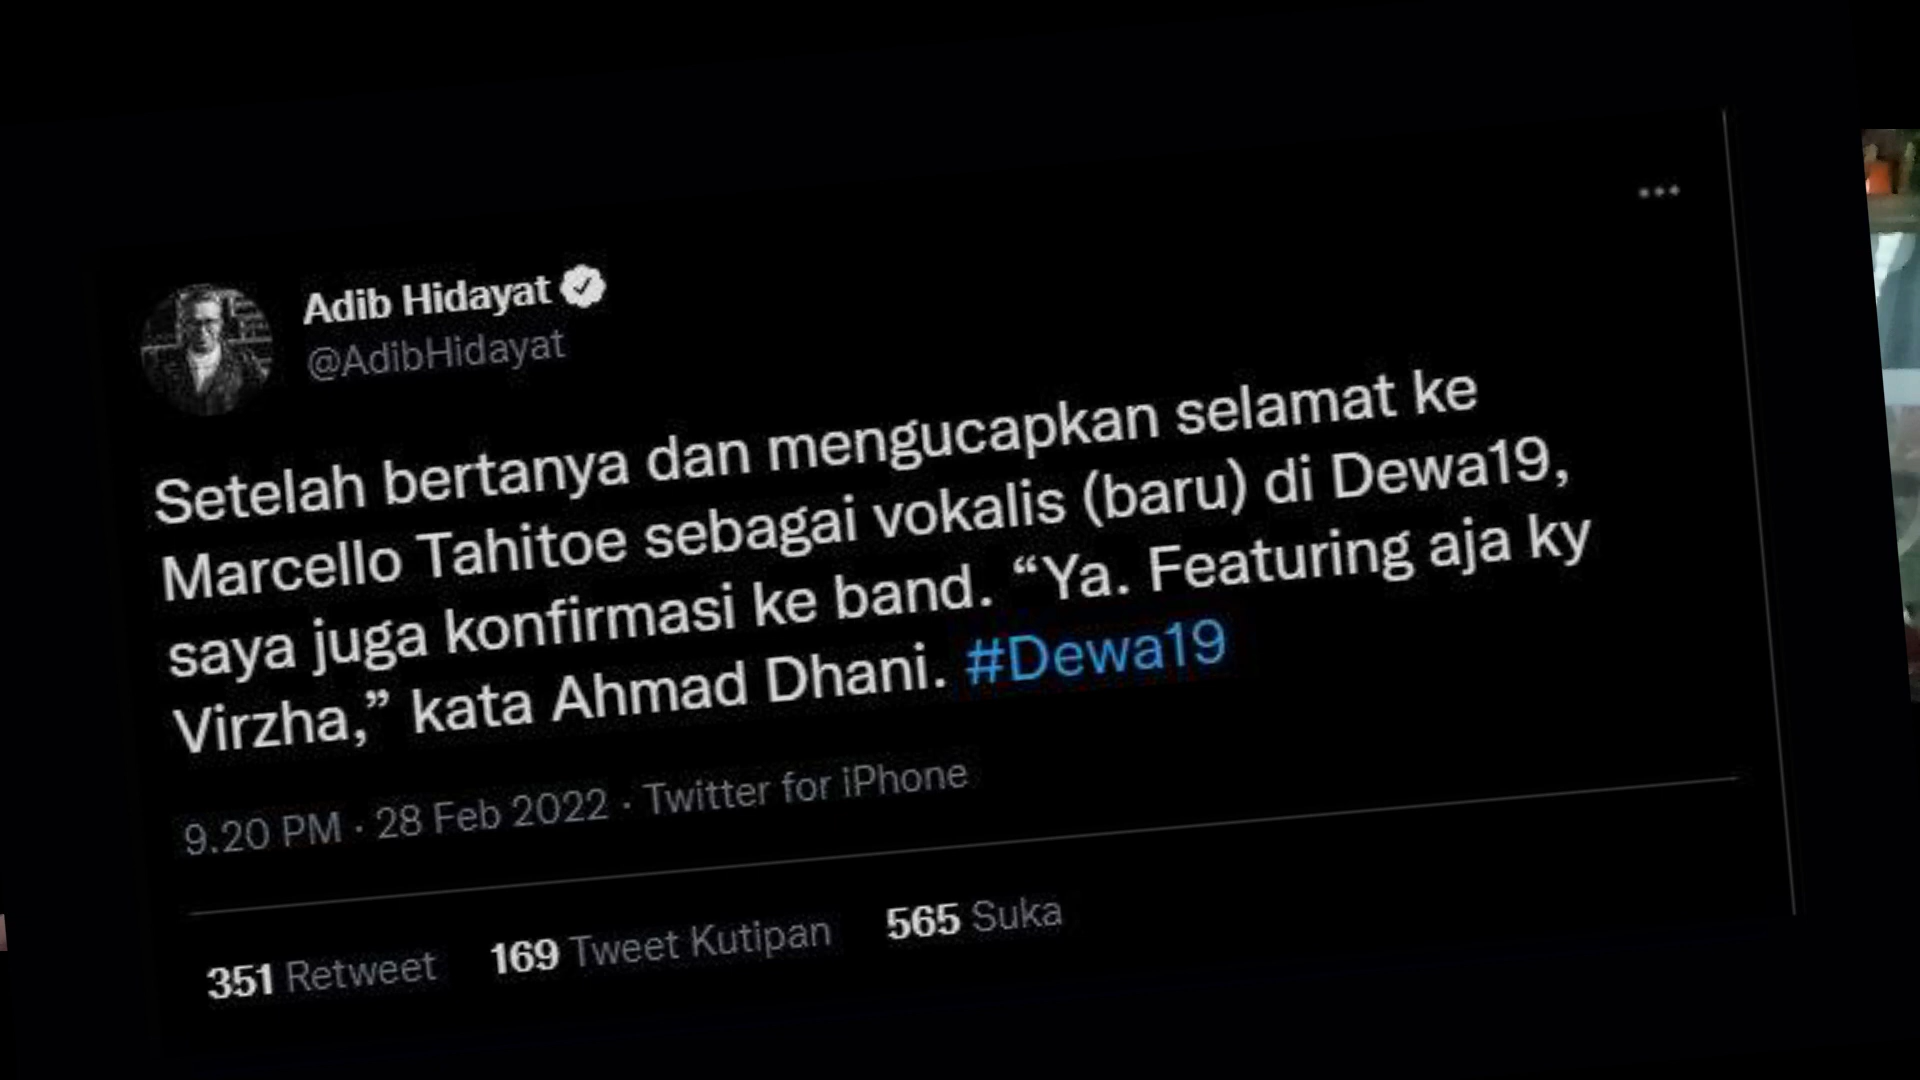 Adib Hidayat
@AdibHidayat
Setelah bertanya dan mengucapkan selamat ke
Marcello Tahitoe sebagai vokalis (baru) di Dewa19,
saya juga konfirmasi ke band. “Ya. Featuring aja ky
Virzha,” kata Ahmad Dhani. #Dewa19
9.20 PM · 28 Feb 2022 · Twitter for iPhone
351 Retweet 169 Tweet Kutipan 565 Suka